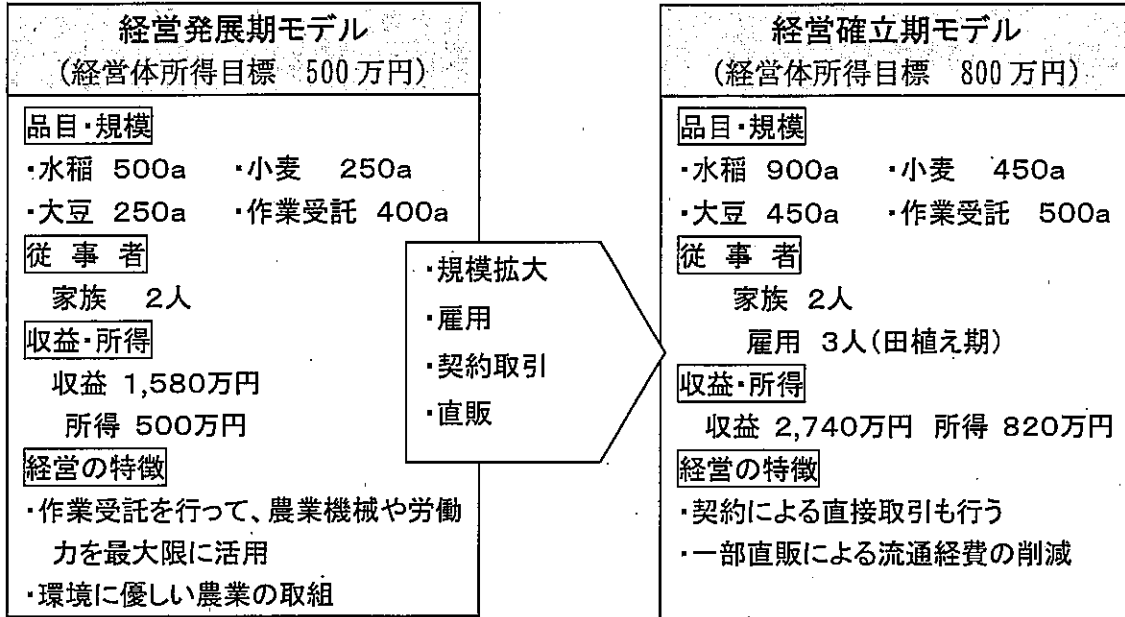 経営発展期モデル
(経営体所得目標 500万円)
品目・規模
・水稲 500a ・小麦 250a
・大豆 250a ・作業受託 400a
従事者
家族 2人
収益・所得
収益 1,580万円
所得 500万円
経営の特徴
・作業受託を行って、農業機械や労働
力を最大限に活用
・環境に優しい農業の取組
・規模拡大
・雇用
・契約取引
・直販
経営確立期モデル
(経営体所得目標 800万円)
品目・規模
・水稲 900a ・小麦 450a
・大豆 450a ・作業受託 500a
従事者
家族 2人
雇用 3人(田植え期)
収益・所得
収益 2,740万円 所得 820万円
経営の特徴
・契約による直接取引も行う
・一部直販による流通経費の削減